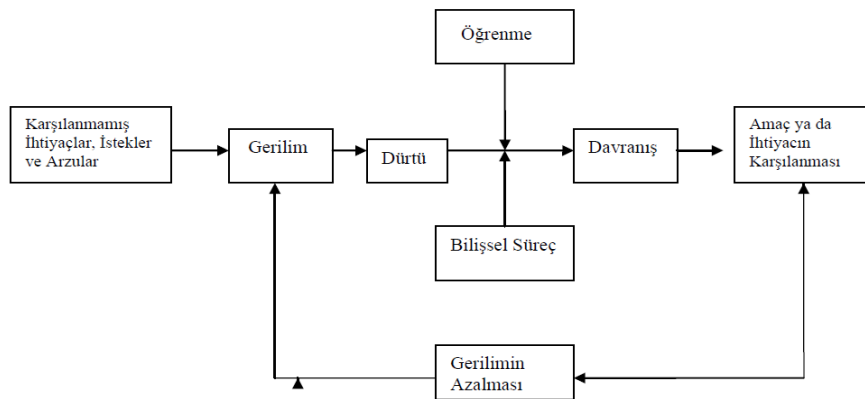 Öğrenme
Karşılanmamış
İhtiyaçlar, İstekler
ve Arzular
Gerilim
Dürtü
Davranış
Amaç ya da
İhtiyacın
Karşılanması
Bilişsel Süreç
Gerilimin
Azalması